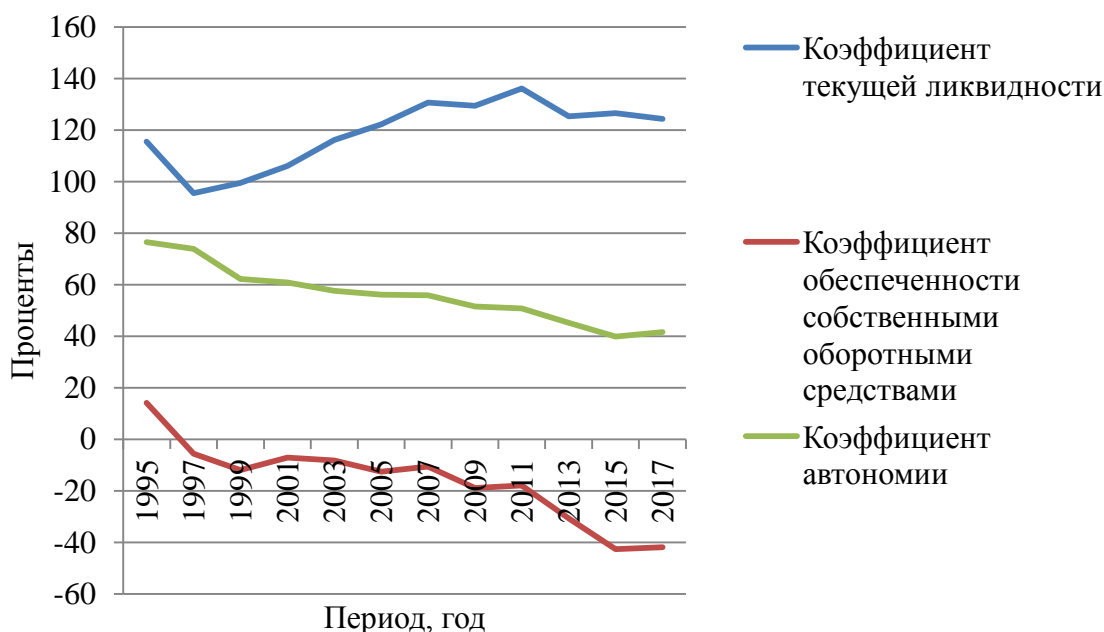 160
140
120
100
80
60
40
20
0
-20
-40
-60
Проценты
1995
1997
1999
2001
2003
2005
2007
2009
2011
2013
2015
2017
Период, год
Коэффициент
текущей ликвидности
Коэффициент
обеспеченности
собственными
оборотными
средствами
Коэффициент
автономии